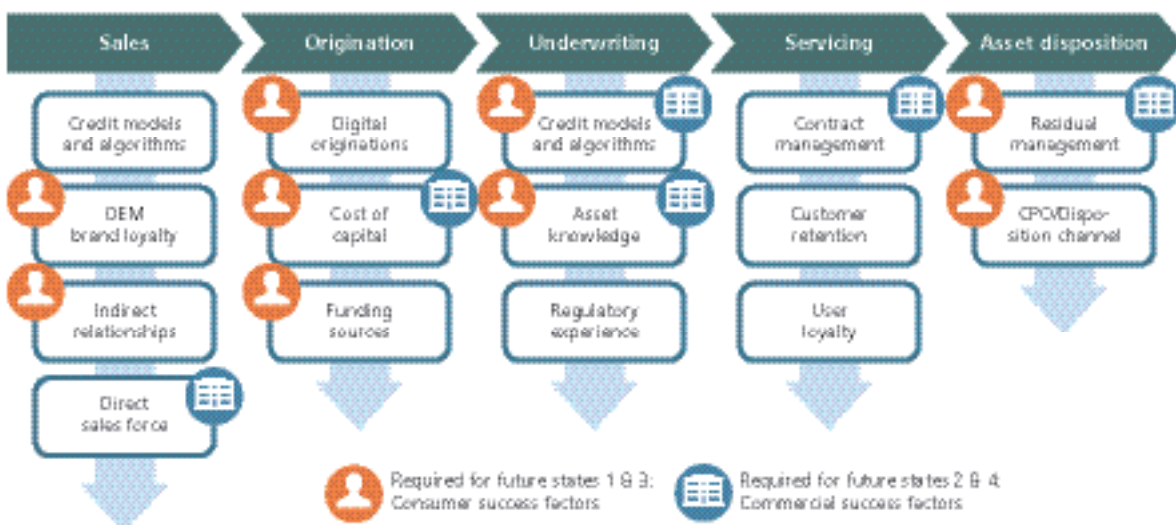 Sales
Origination
Underwriting
Servicing
Asset disposition
Credit models
and algorithms
OEM
brand loyalty
Indirect
relationships
Direct
sales force
Digital
originations
Cost of
capital
Funding
sources
Credit models
and algorithms
Asset
knowledge
Regulatory
experience
Contract
management
Customer
retention
User
loyalty
Residual
management
CPO/Dispo-
sition channel
Required for future states 1 & 3;
Consumer success factors
Required for future states 2 & 4;
Commercial success factors